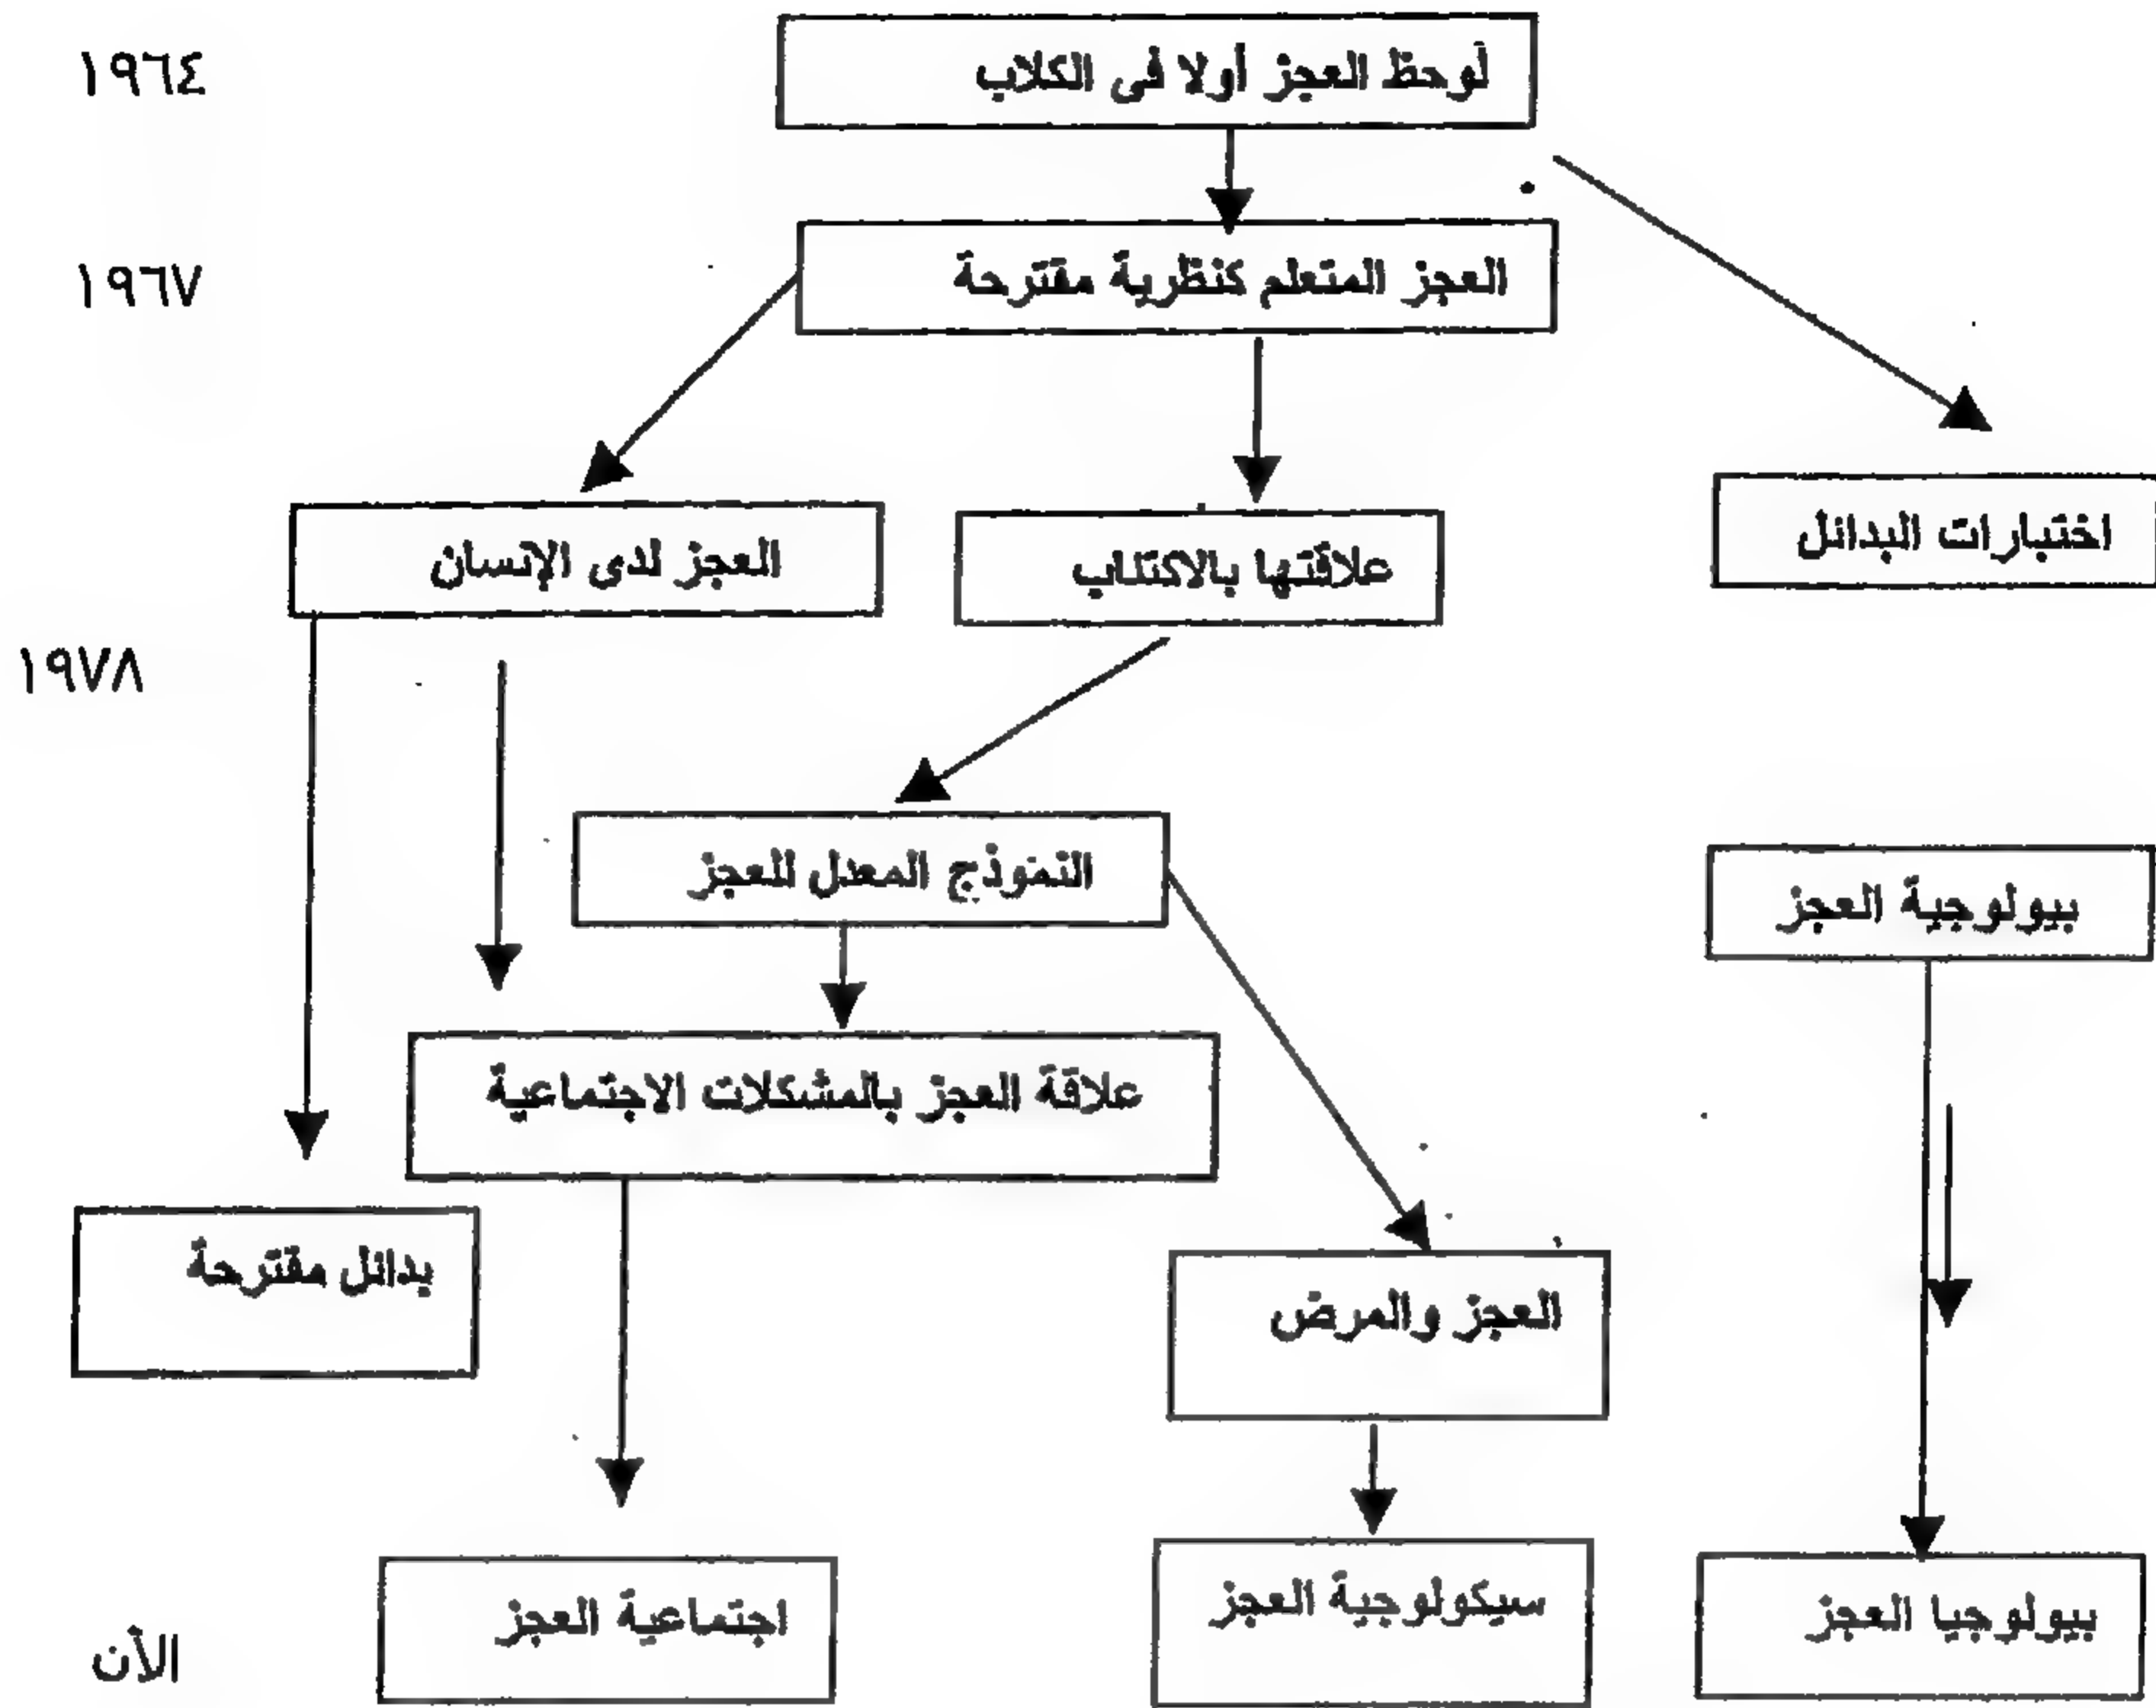 ١٩٦٤
لوحظ العجز أولا فى الكلاب
١٩٦٧
العجز المتعلم كنظرية مقترحة
اختبارات البدائل
علاقتها بالاكتئاب
العجز لدى الإنسان
١٩٧٨
النموذج المعدل للعجز
بيولوجية العجز
علاقة العجز بالمشكلات الاجتماعية
العجز والمرض
بدائل مقترحة
بيولوجيا العجز
سيكولوجية العجز
اجتماعية العجز
الآن